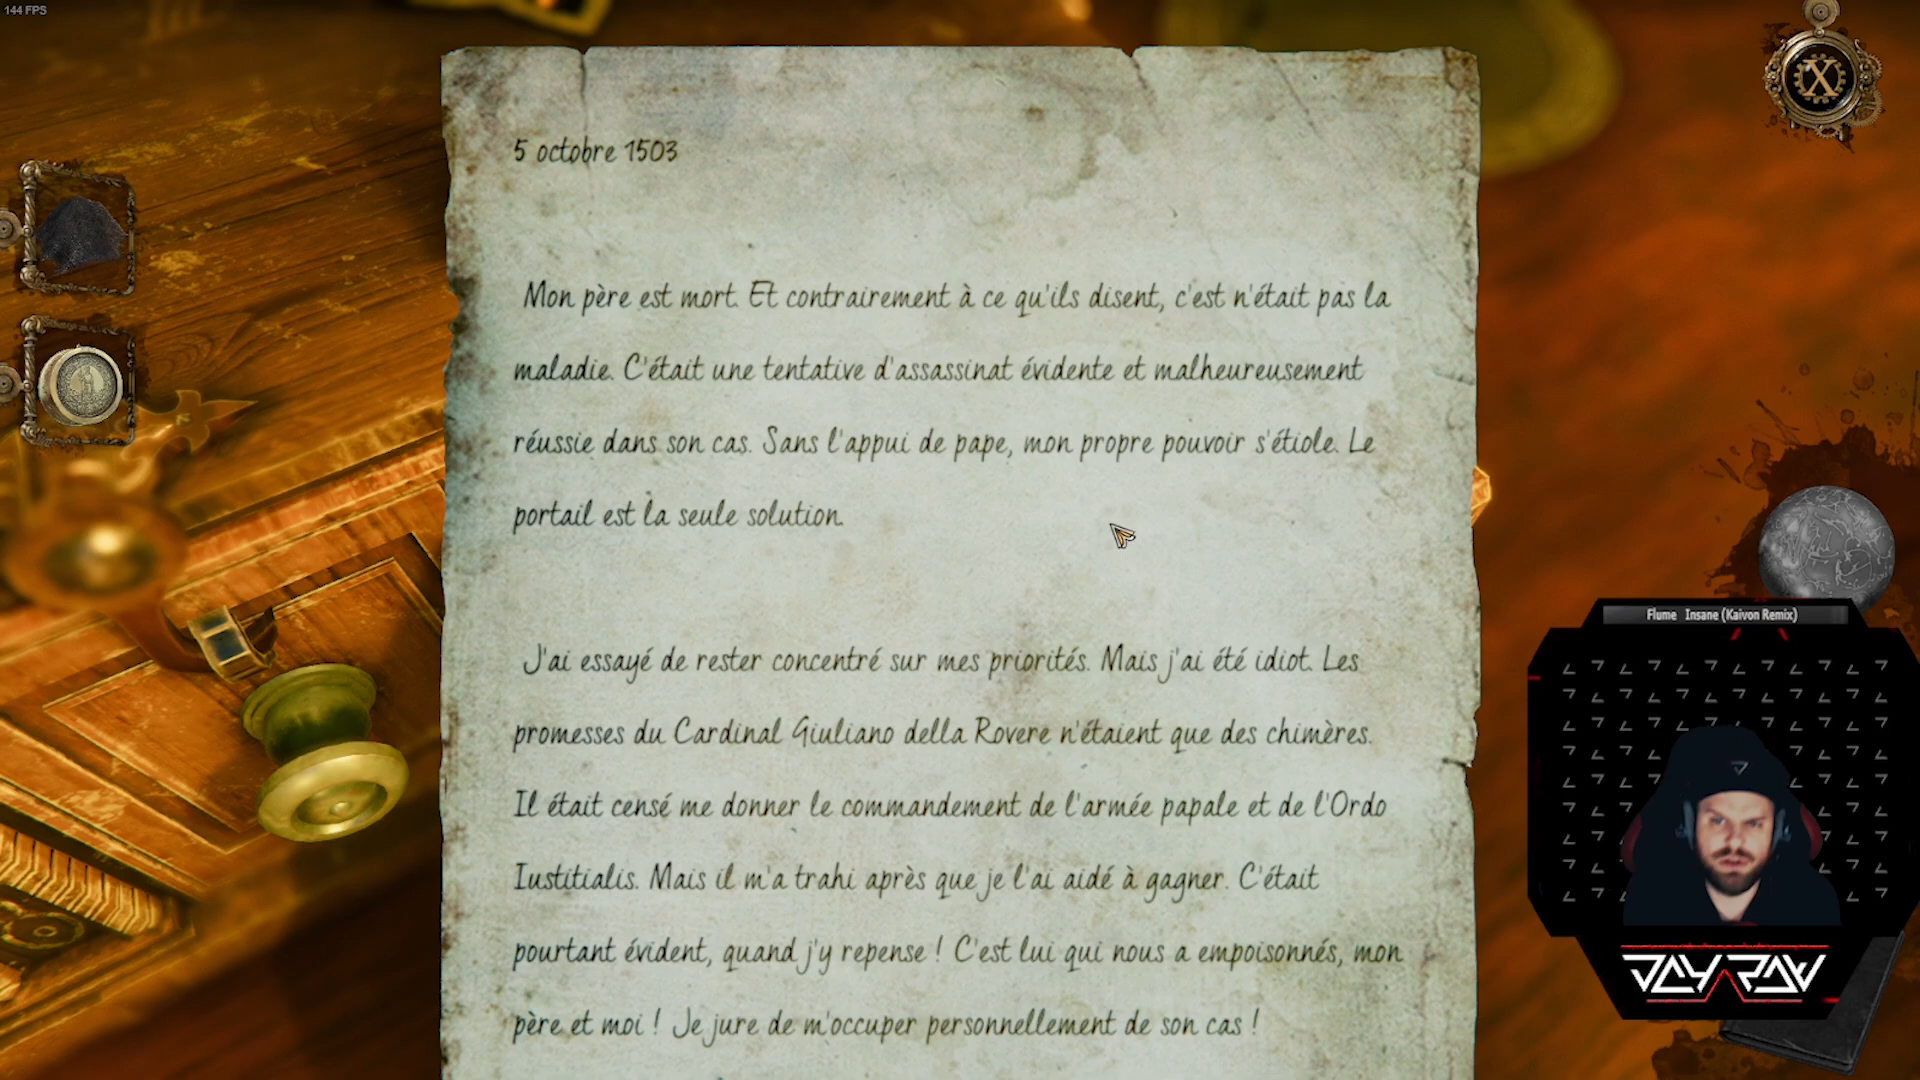 144 FPS
X
5 octobre 1503
Mon père est mort. Et contrairement à ce qu'ils disent, c'est n'était pas la
maladie. C'était une tentative d'assassinat évidente et malheureusement
réussie dans son cas. Sans l'appui de pape, mon propre pouvoir s'étiole. Le
portail est la seule solution.
J'ai essayé de rester concentré sur mes priorités. Mais j'ai été idiot. Les
promesses du Cardinal Giuliano della Rovere n'étaient que des chimères.
Il était censé me donner le commandement de l'armée papale et de l'Ordo
Iustitialis. Mais il m'a trahi après que je l'ai aidé à gagner. C'était
pourtant évident, quand j'y repense ! C'est lui qui nous a empoisonnés, mon
père et moi ! Je jure de m'occuper personnellement de son cas !
Flume Insane (Kaivon Remix)
JAYRAW